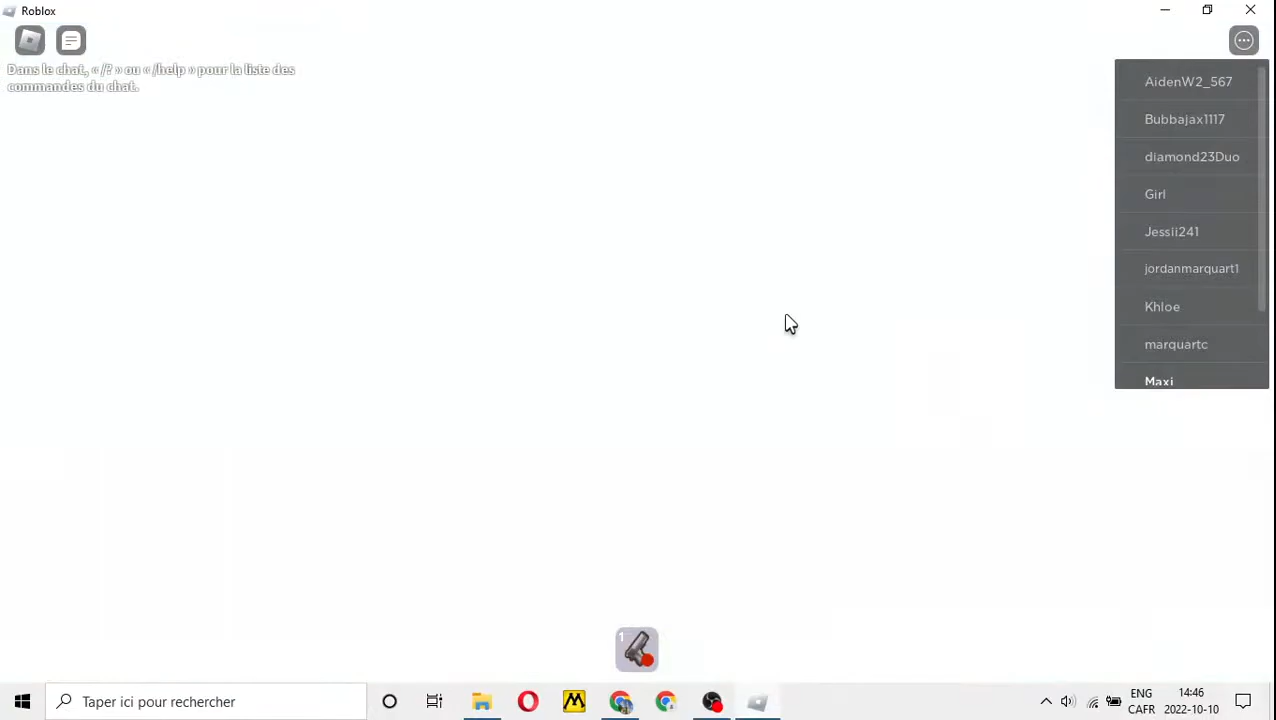 Roblox
Dans le chat, « /? » ou « /help » pour la liste des
commandes du chat.
AidenW2_567
Bubbajax1117
diamond23Duo
Girl
Jessii241
jordanmarquart1
Khloe
marquartc
Maxi
1
Taper ici pour rechercher
ENG
CAFR
14:46
2022-10-10